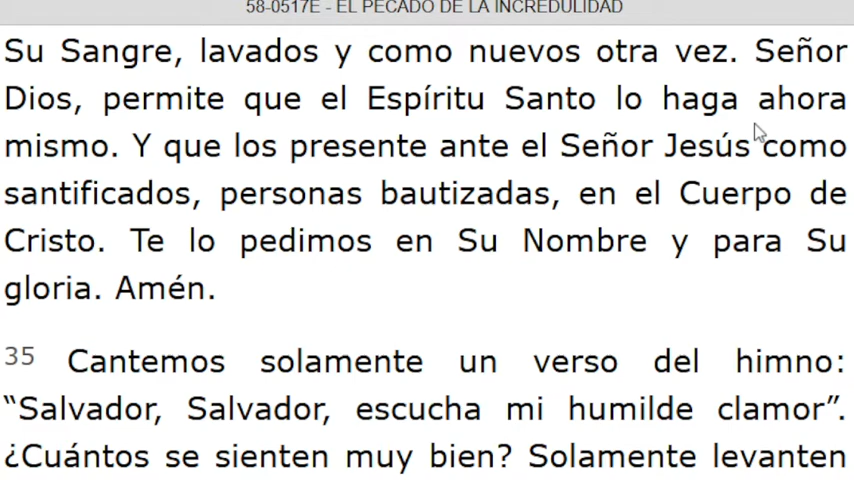 58-0517E - EL PECADO DE LA INCREDULIDAD
Su Sangre, lavados y como nuevos otra vez. Señor
Dios, permite que el Espíritu Santo lo haga ahora
mismo. Y que los presente ante el Señor Jesús como
santificados, personas bautizadas, en el Cuerpo de
Cristo. Te lo pedimos en Su Nombre y para Su
gloria. Amén.
35 Cantemos solamente un verso del himno:
“Salvador, Salvador, escucha mi humilde clamor”.
¿Cuántos se sienten muy bien? Solamente levanten